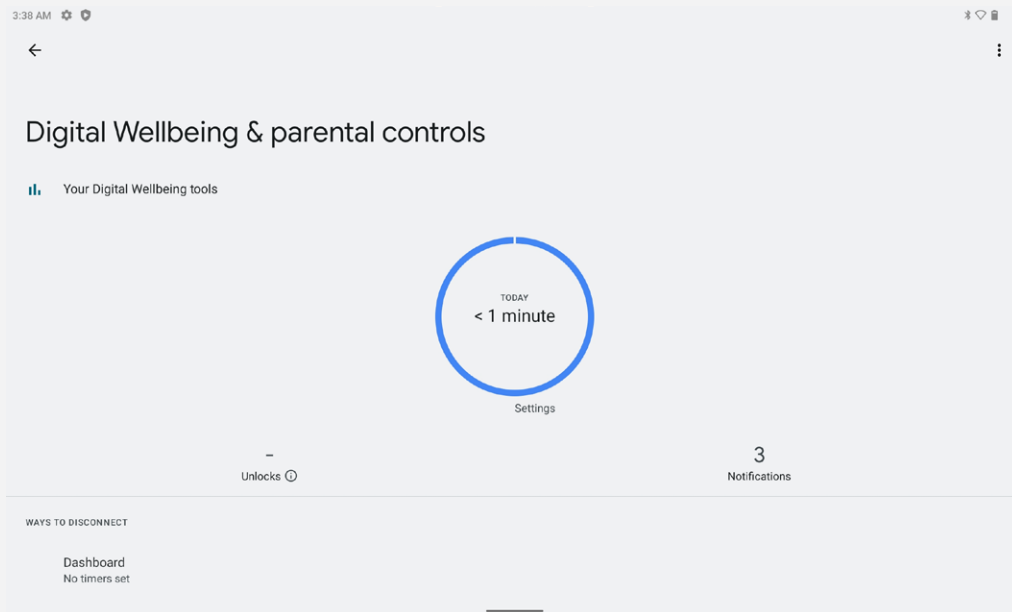 3:38 AM
Digital Wellbeing & parental controls
Your Digital Wellbeing tools
TODAY
< 1 minute
Settings
-
Unlocks
3
Notifications
WAYS TO DISCONNECT
Dashboard
No timers set